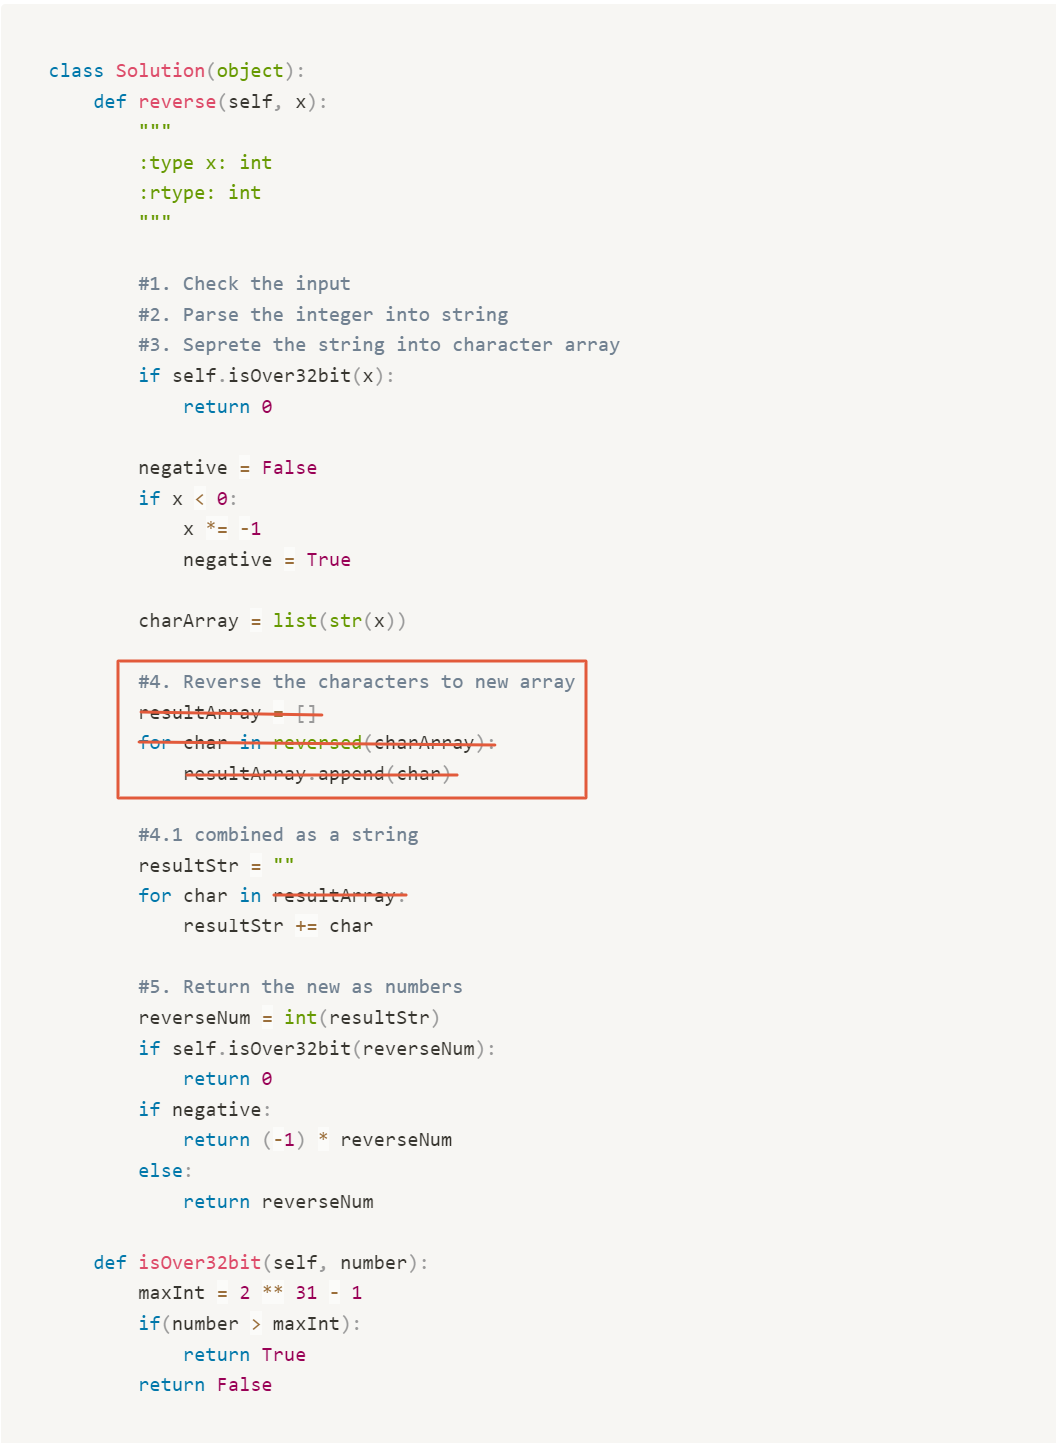 class Solution(object):
def reverse(self, x):
"""
:type x: int
:rtype: int
"""
#1. Check the input
#2. Parse the integer into string
#3. Seprete the string into character array
if self.isOver32bit(x):
return 0
negative = False
if x < 0:
x *= -1
negative = True
charArray = list(str(x))
#4. Reverse the characters to new array
resultArray = []
for char in reversed(charArray):
resultArray.append(char)
#4.1 combined as a string
resultStr = ""
for char in resultArray:
resultStr += char
#5. Return the new as numbers
reverseNum = int(resultStr)
if self.isOver32bit(reverseNum):
return 0
if negative:
return (-1) * reverseNum
else:
return reverseNum
def isOver32bit(self, number):
maxInt = 2 ** 31 - 1
if(number > maxInt):
return True
return False